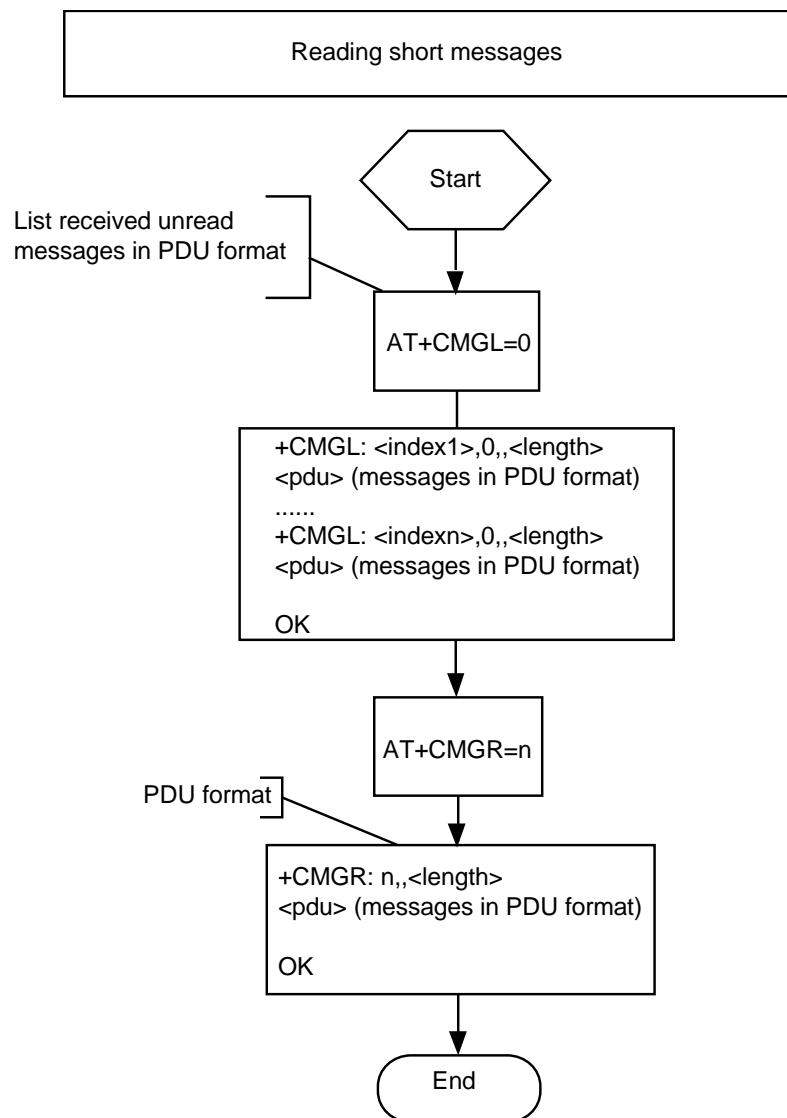 Reading short messages
Start
List received unread
messages in PDU format
AT+CMGL=0
+CMGL: <index1>,0,,<length>
<pdu> (messages in PDU format)
......
+CMGL: <indexn>,0,,<length>
<pdu> (messages in PDU format)
OK
AT+CMGR=n
PDU format
+CMGR: n,,<length>
<pdu> (messages in PDU format)
OK
End